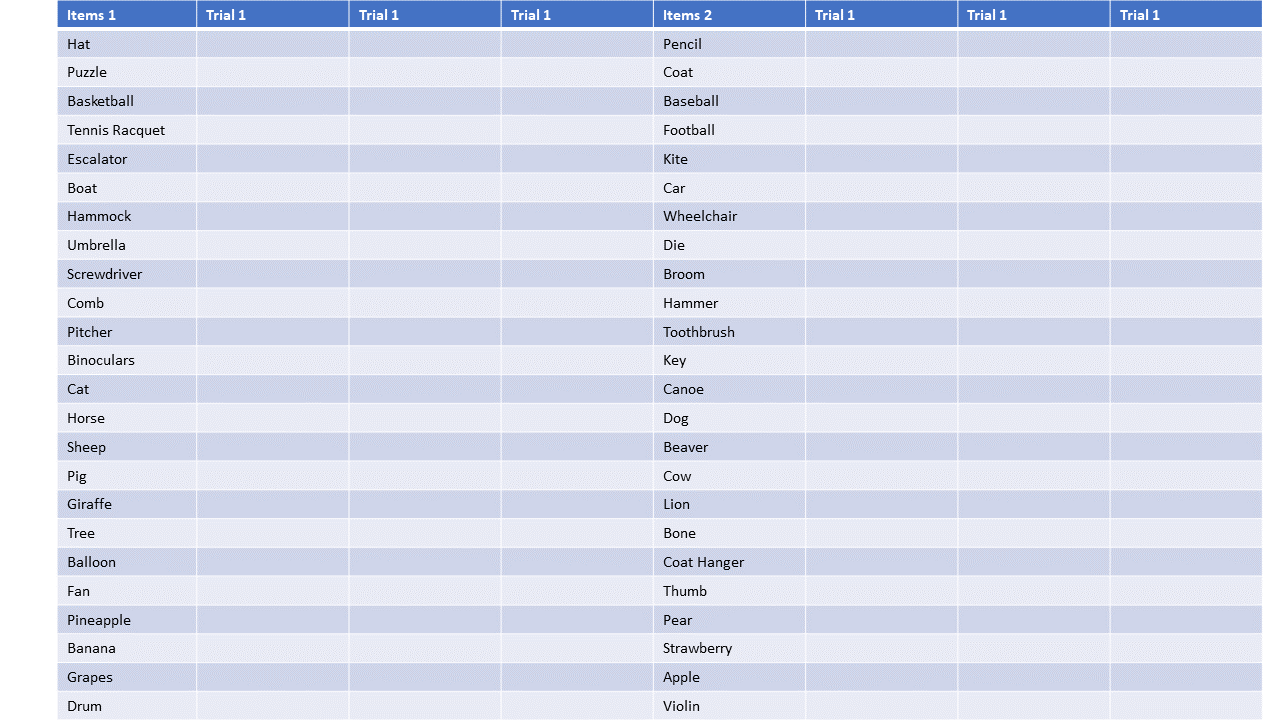 Items 1 Trial 1 Trial 1 Trial 1 Items 2 Trial 1 Trial 1 Trial 1
Hat Pencil
Puzzle Coat
Basketball Baseball
Tennis Racquet Football
Escalator Kite
Boat Car
Hammock Wheelchair
Umbrella Die
Screwdriver Broom
Comb Hammer
Pitcher Toothbrush
Binoculars Key
Cat Canoe
Horse Dog
Sheep Beaver
Pig Cow
Giraffe Lion
Tree Bone
Balloon Coat Hanger
Fan Thumb
Pineapple Pear
Banana Strawberry
Grapes Apple
Drum Violin